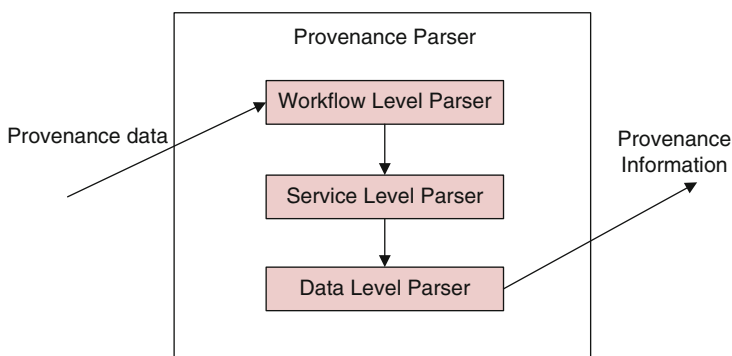 Provenance Parser
Workflow Level Parser
Provenance data
Provenance
Information
Service Level Parser
Data Level Parser